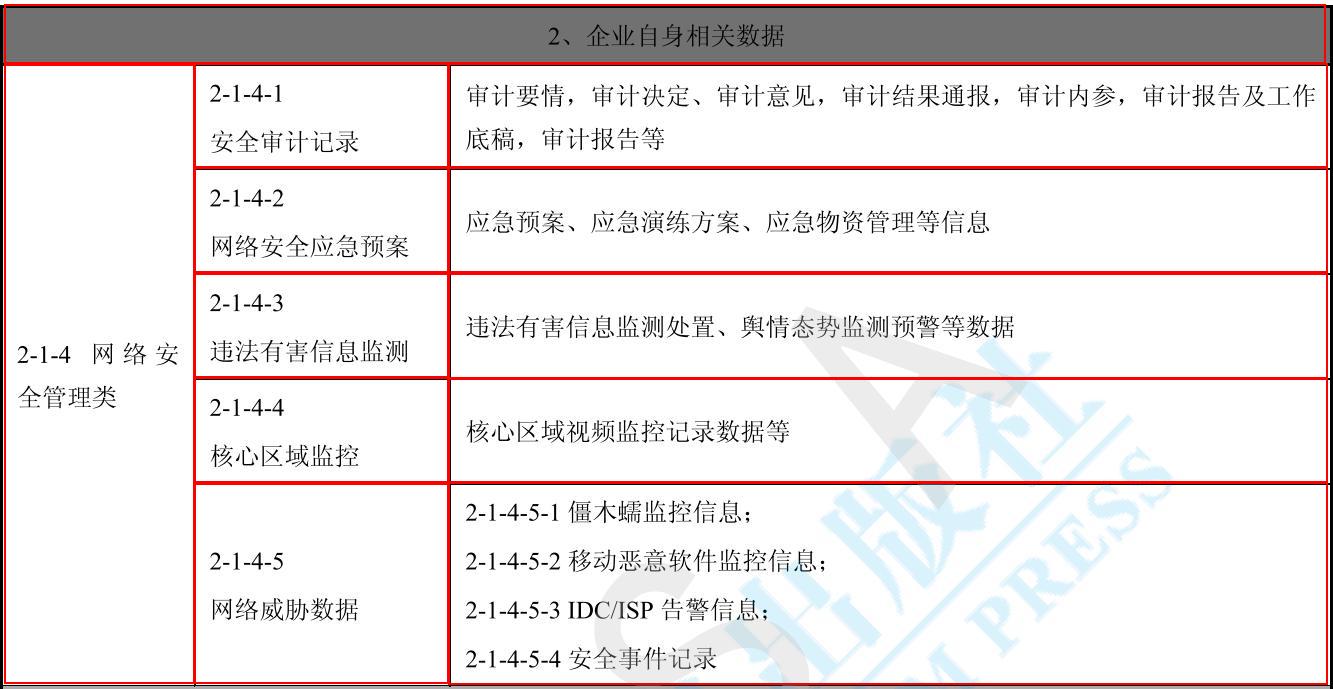 2、企业自身相关数据
2-1-4 网络安
全管理类
2-1-4-1
安全审计记录
审计要情，审计决定、审计意见，审计结果通报，审计内参，审计报告及工作
底稿，审计报告等
2-1-4-2
网络安全应急预案
应急预案、应急演练方案、应急物资管理等信息
2-1-4-3
违法有害信息监测
违法有害信息监测处置、舆情态势监测预警等数据
2-1-4-4
核心区域监控
核心区域视频监控记录数据等
2-1-4-5
网络威胁数据
2-1-4-5-1 僵木蠕监控信息；
2-1-4-5-2 移动恶意软件监控信息；
2-1-4-5-3 IDC/ISP 告警信息；
2-1-4-5-4 安全事件记录
S A
出版社
M PRESS